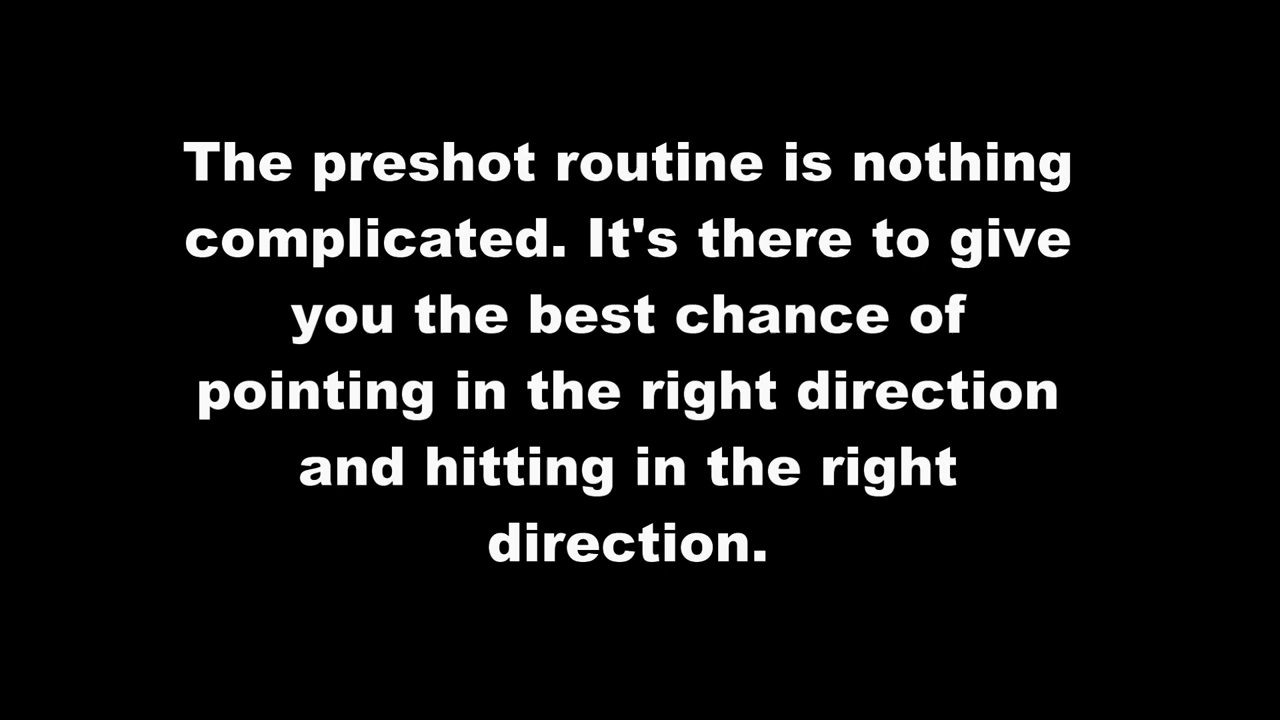 The preshot routine is nothing
complicated. It's there to give
you the best chance of
pointing in the right direction
and hitting in the right
direction.